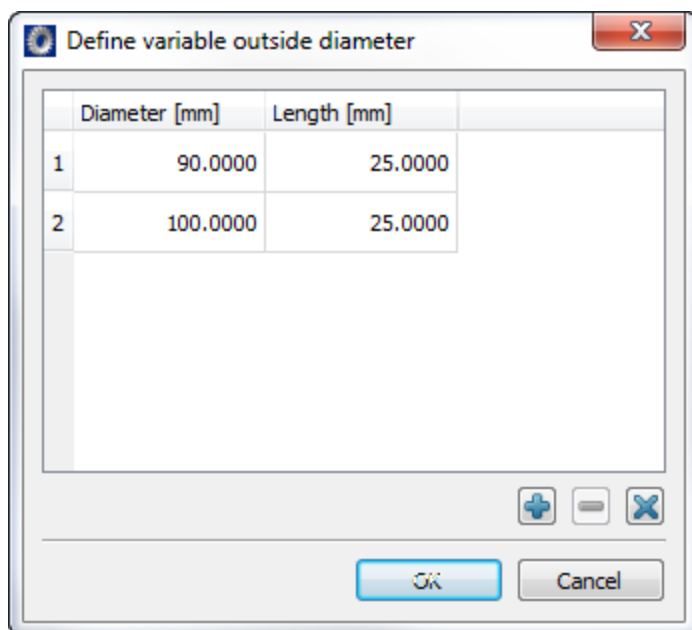 Define variable outside diameter
Diameter [mm] Length [mm]
1 90.0000 25.0000
2 100.0000 25.0000
OK Cancel